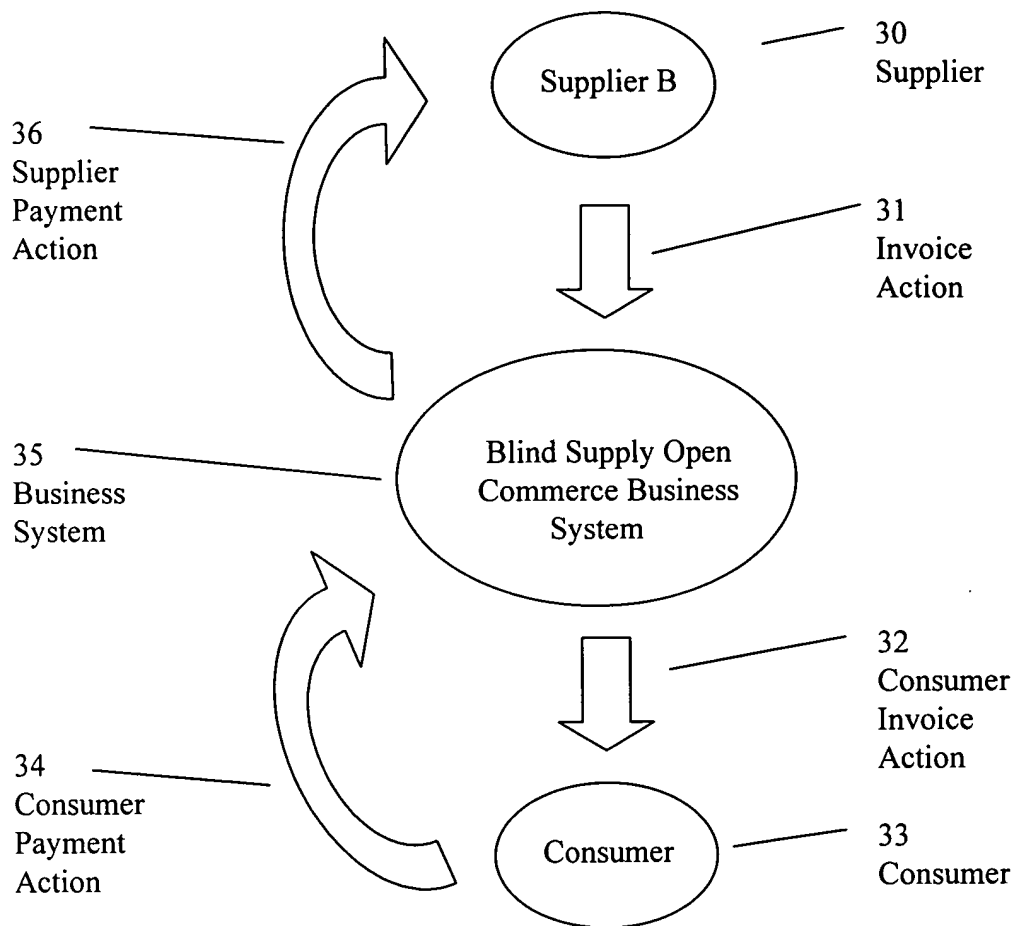 30
Supplier
Supplier B
36
Supplier
Payment
Action
31
Invoice
Action
35
Business
System
Blind Supply Open
Commerce Business
System
32
Consumer
Invoice
Action
34
Consumer
Payment
Action
Consumer
33
Consumer